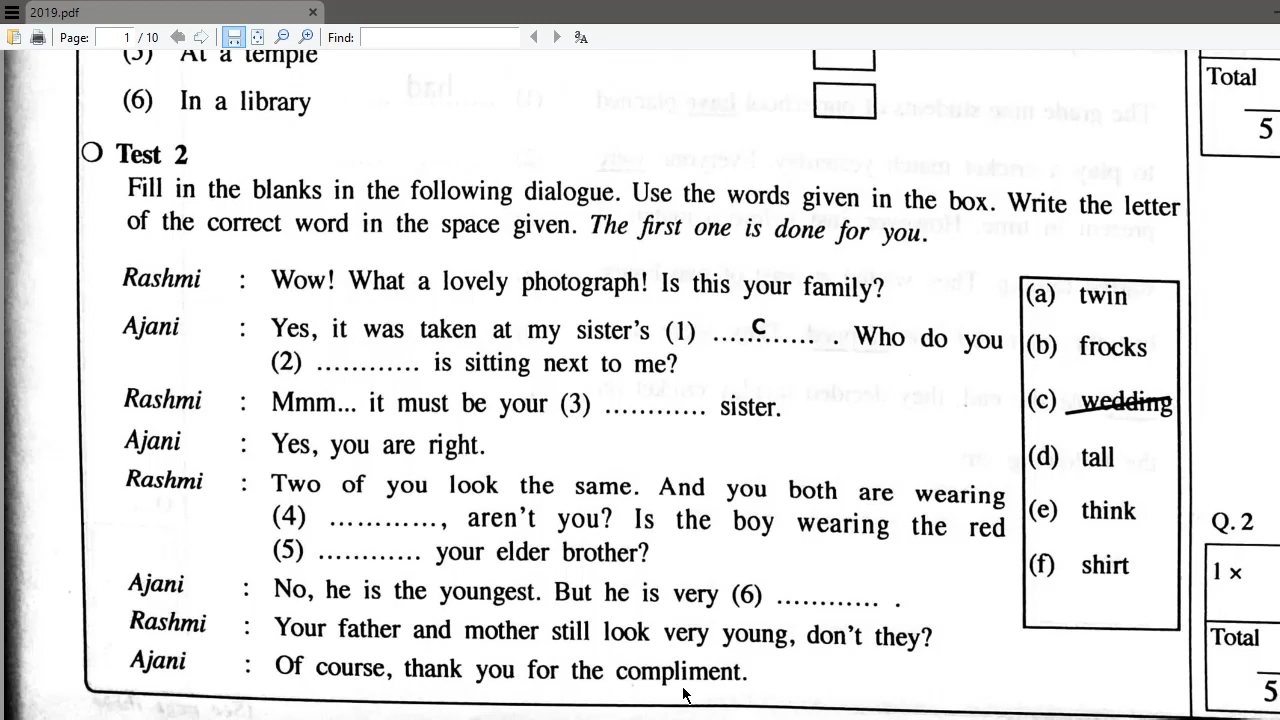 2019.pdf ×
Page: 1 / 10 Find: aA
(5) At a temple
(6) In a library
Total
5
Test 2
Fill in the blanks in the following dialogue. Use the words given in the box. Write the letter
of the correct word in the space given. The first one is done for you.
Rashmi : Wow! What a lovely photograph! Is this your family?
Ajani : Yes, it was taken at my sister's (1) ......c....... . Who do you
(2) ............ is sitting next to me?
Rashmi : Mmm... it must be your (3) ............ sister.
Ajani : Yes, you are right.
Rashmi : Two of you look the same. And you both are wearing
(4) ............, aren't you? Is the boy wearing the red
(5) ............ your elder brother?
Ajani : No, he is the youngest. But he is very (6) ............ .
Rashmi : Your father and mother still look very young, don't they?
Ajani : Of course, thank you for the compliment.
(a) twin
(b) frocks
(c) wedding
(d) tall
(e) think
(f) shirt
Q. 2
1 ×
Total
5